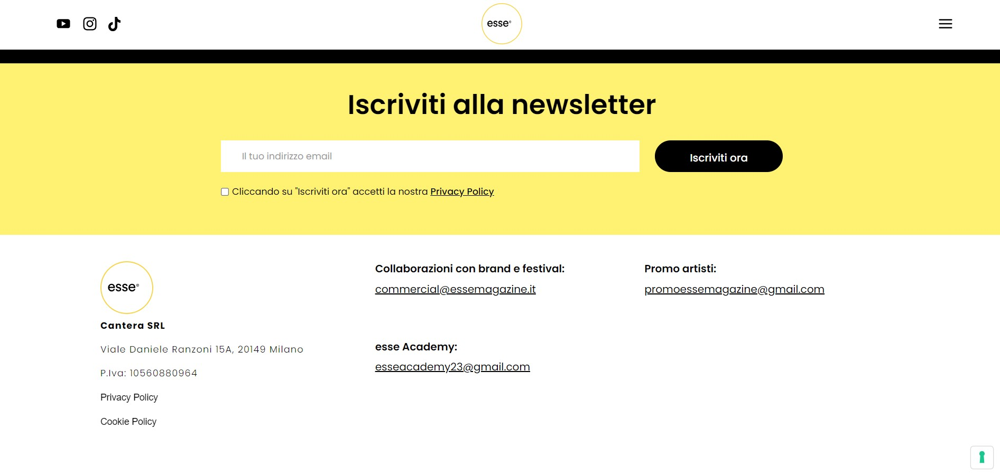 esse©
Iscriviti alla newsletter
Il tuo indirizzo email
Iscriviti ora
Cliccando su "Iscriviti ora" accetti la nostra Privacy Policy
esse©
Cantera SRL
Viale Daniele Ranzoni 15A, 20149 Milano
P.Iva: 10560880964
Privacy Policy
Cookie Policy
Collaborazioni con brand e festival:
commercial@essemagazine.it
esse Academy:
esseacademy23@gmail.com
Promo artisti:
promoessemagazine@gmail.com